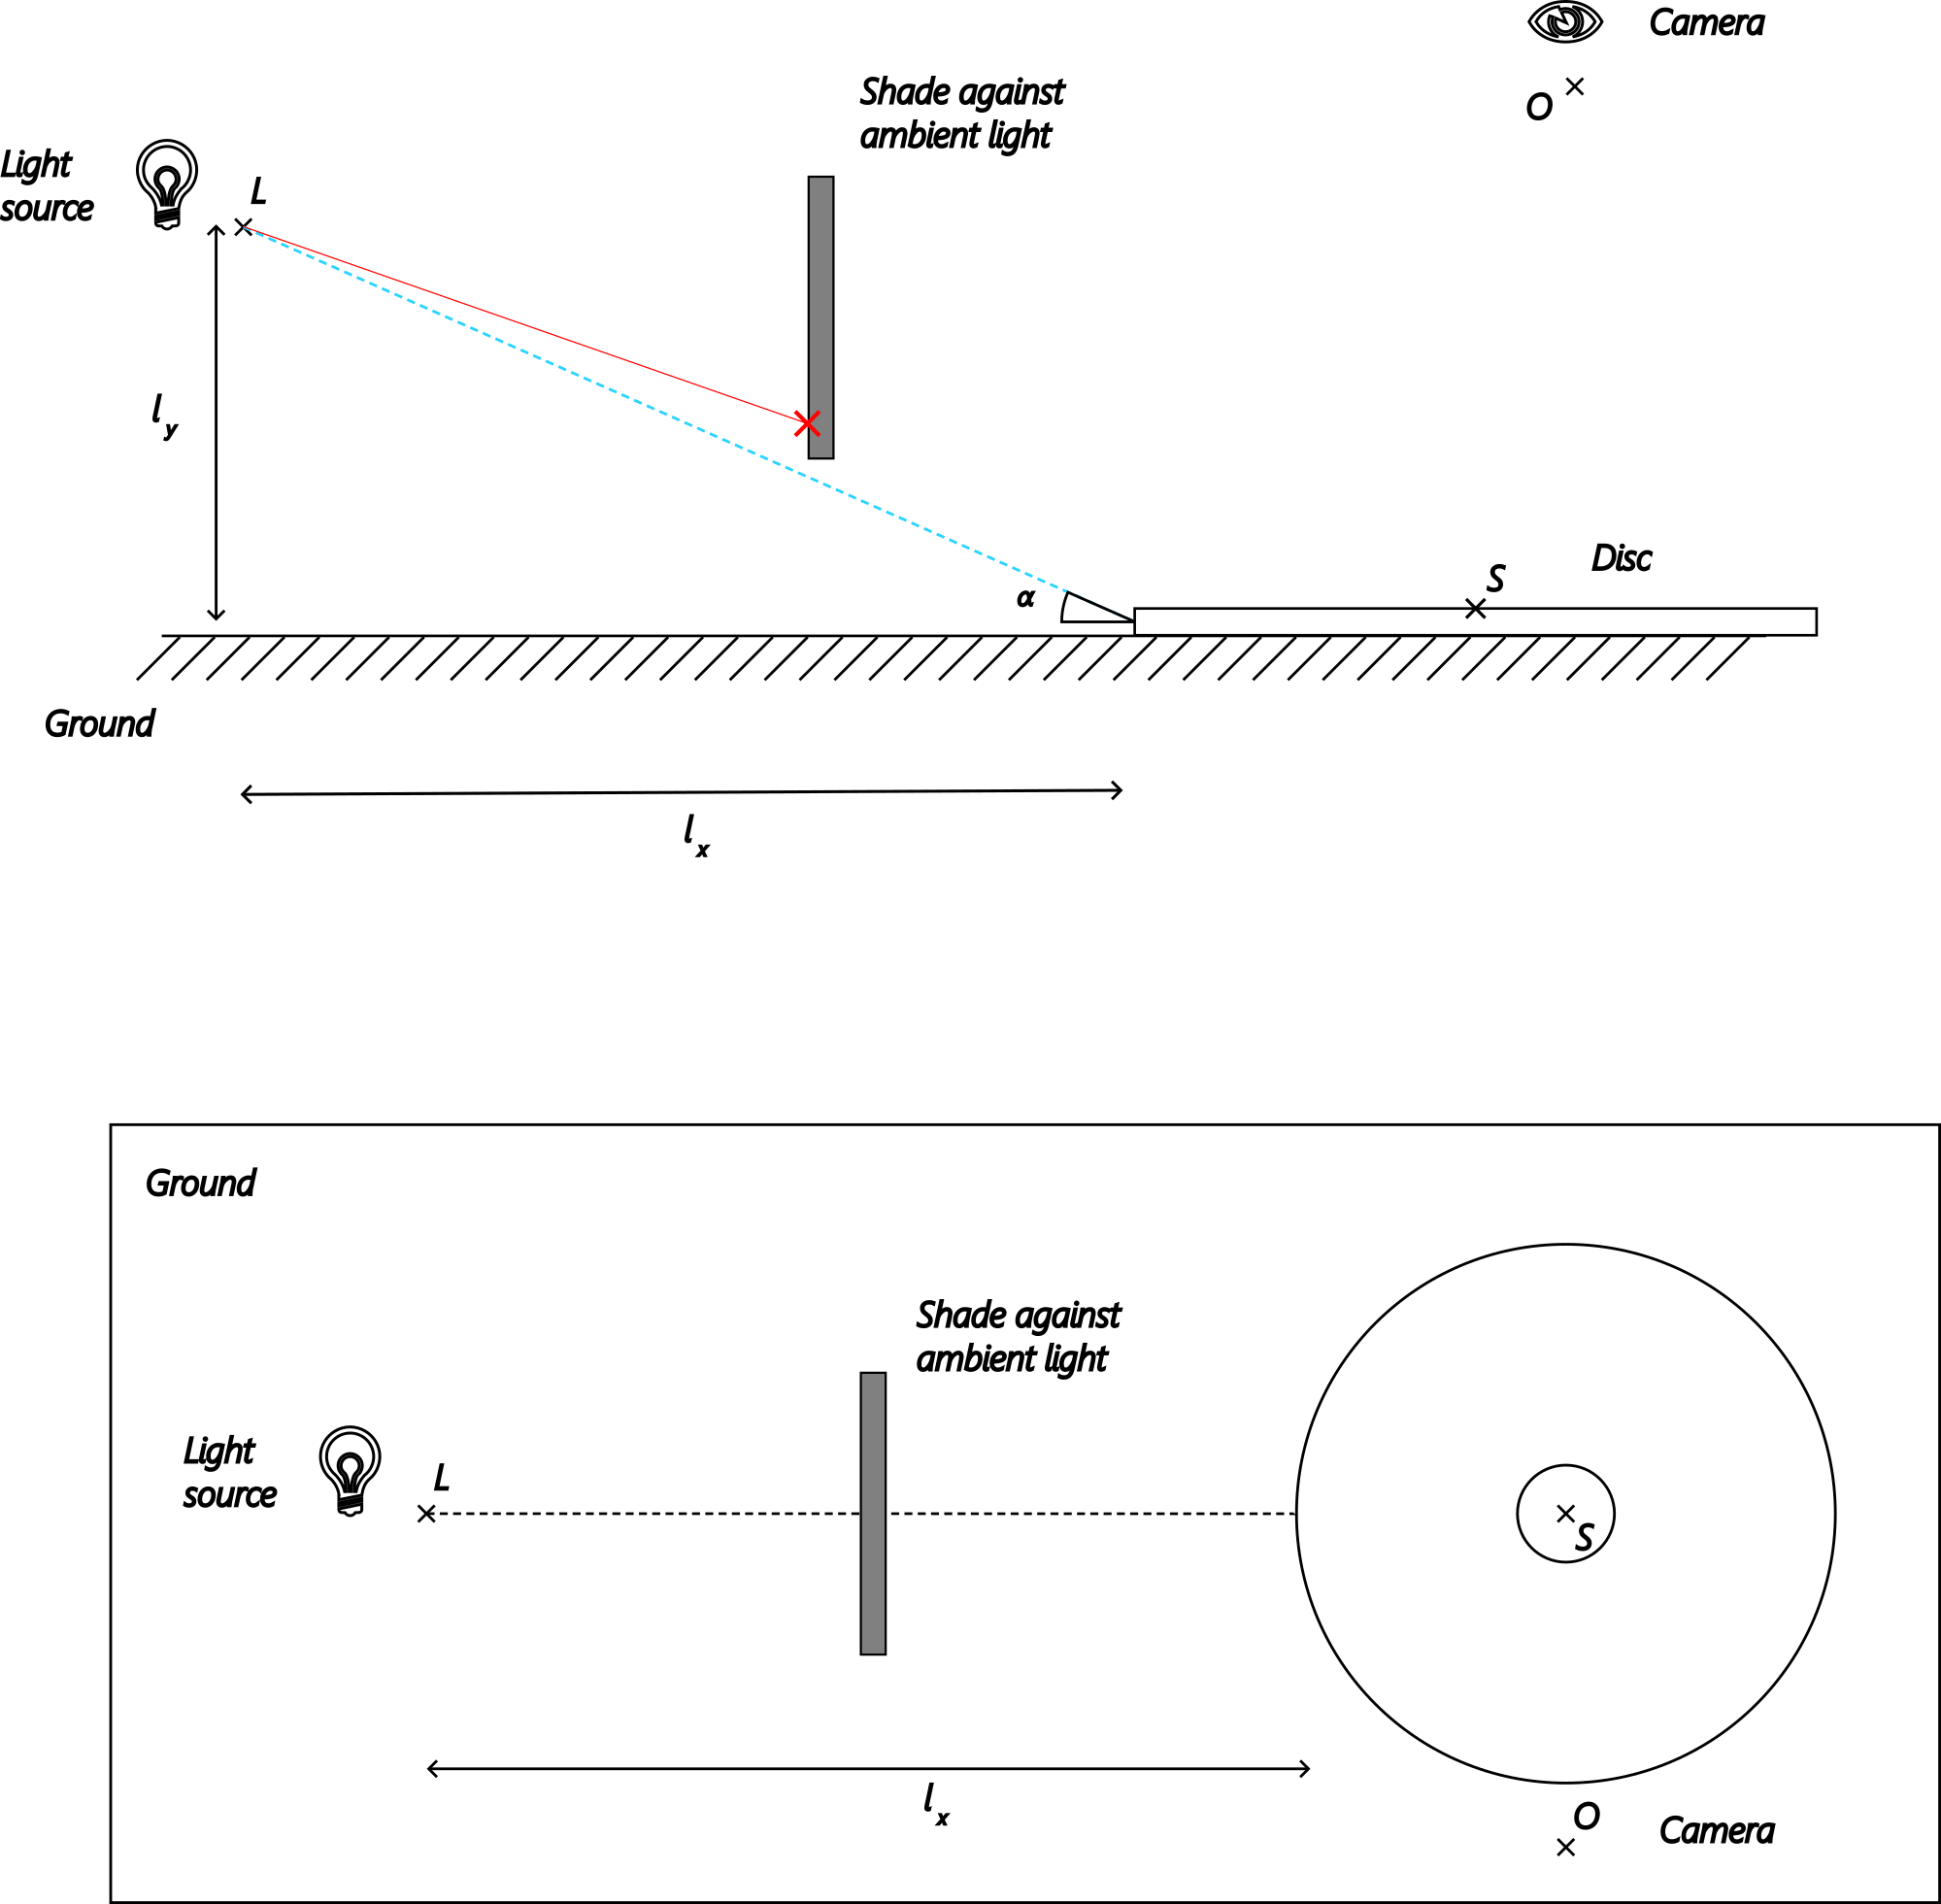 Camera
O
Shade against
ambient light
Light
source
L
l y
α
S
Disc
Ground
l x
Ground
Shade against
ambient light
Light
source
L
S
l x
O
Camera